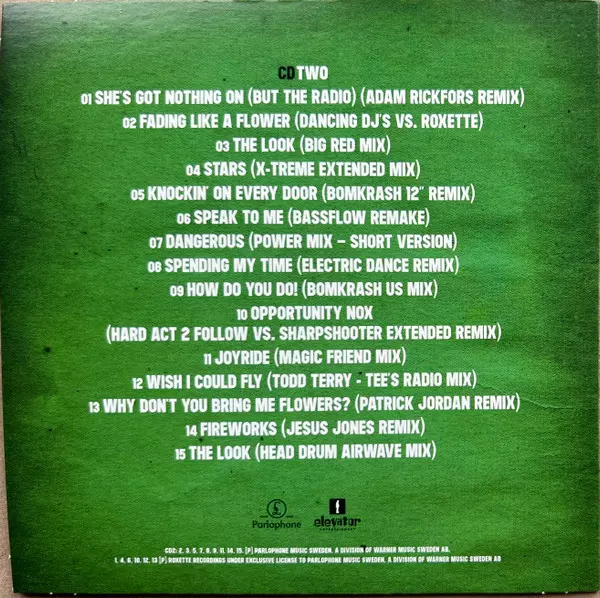 CD TWO
01 SHE'S GOT NOTHING ON (BUT THE RADIO) (ADAM RICKFORS REMIX)
02 FADING LIKE A FLOWER (DANCING DJ'S VS. ROXETTE)
03 THE LOOK (BIG RED MIX)
04 STARS (X-TREME EXTENDED MIX)
05 KNOCKIN' ON EVERY DOOR (BOMKRASH 12" REMIX)
06 SPEAK TO ME (BASSFLOW REMAKE)
07 DANGEROUS (POWER MIX – SHORT VERSION)
08 SPENDING MY TIME (ELECTRIC DANCE REMIX)
09 HOW DO YOU DO! (BOMKRASH US MIX)
10 OPPORTUNITY NOX
(HARD ACT 2 FOLLOW VS. SHARPSHOOTER EXTENDED REMIX)
11 JOYRIDE (MAGIC FRIEND MIX)
12 WISH I COULD FLY (TODD TERRY - TEE'S RADIO MIX)
13 WHY DON'T YOU BRING ME FLOWERS? (PATRICK JORDAN REMIX)
14 FIREWORKS (JESUS JONES REMIX)
15 THE LOOK (HEAD DRUM AIRWAVE MIX)
Parlophone
elevator
entertainment
CD2: 2, 3, 5, 7, 8, 9, 11, 14, 15. [P] PARLOPHONE MUSIC SWEDEN. A DIVISION OF WARNER MUSIC SWEDEN AB.
1, 4, 6, 10, 12, 13 [P] ROXETTE RECORDINGS UNDER EXCLUSIVE LICENSE TO PARLOPHONE MUSIC SWEDEN. A DIVISION OF WARNER MUSIC SWEDEN AB